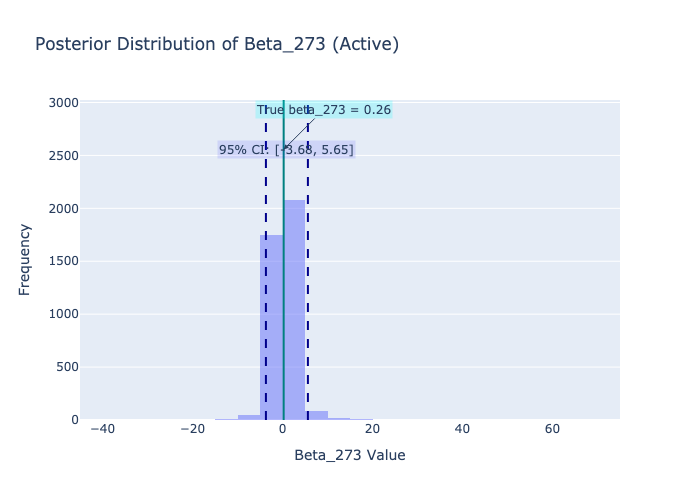 Posterior Distribution of Beta_273 (Active)
True beta_273 = 0.26
95% CI: [-3.68, 5.65]
3000
2500
2000
1500
1000
500
0
Frequency
−40
−20
0
20
40
60
Beta_273 Value